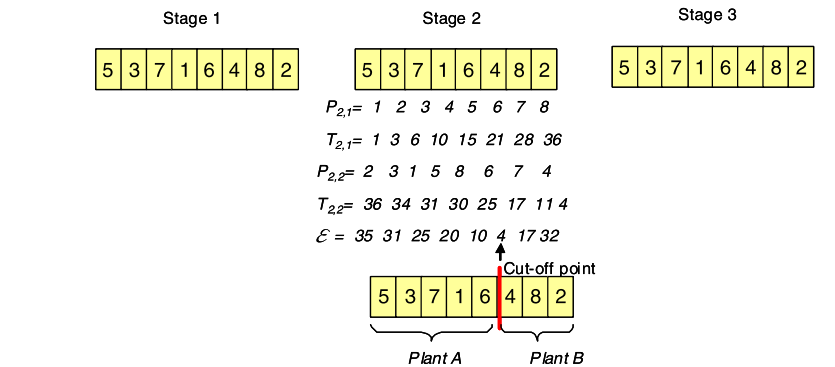 Stage 1
Stage 2
Stage 3
5 3 7 1 6 4 8 2
5 3 7 1 6 4 8 2
5 3 7 1 6 4 8 2
P2,1= 1 2 3 4 5 6 7 8
T2,1= 1 3 6 10 15 21 28 36
P2,2= 2 3 1 5 8 6 7 4
T2,2= 36 34 31 30 25 17 11 4
ℰ = 35 31 25 20 10 4 17 32
Cut-off point
5 3 7 1 6 4 8 2
Plant A
Plant B